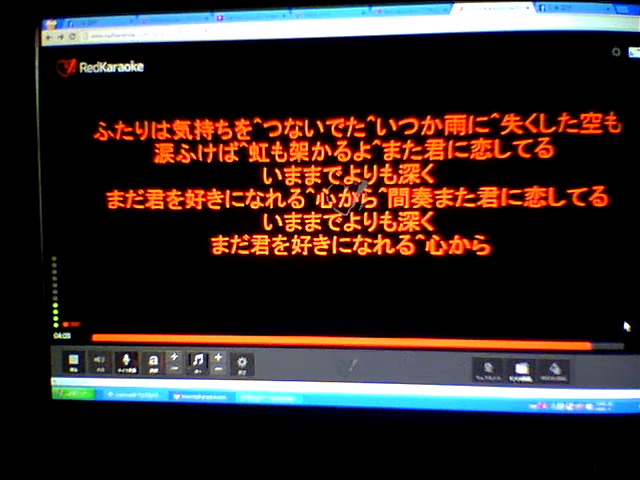 RedKaraoke
ふたりは気持ちを^つないでた^いつか雨に^失くした空も
涙ふけば^虹も架かるよ^また君に恋してる
いままでよりも深く
まだ君を好きになれる^心から^間奏また君に恋してる
いままでよりも深く
まだ君を好きになれる^心から